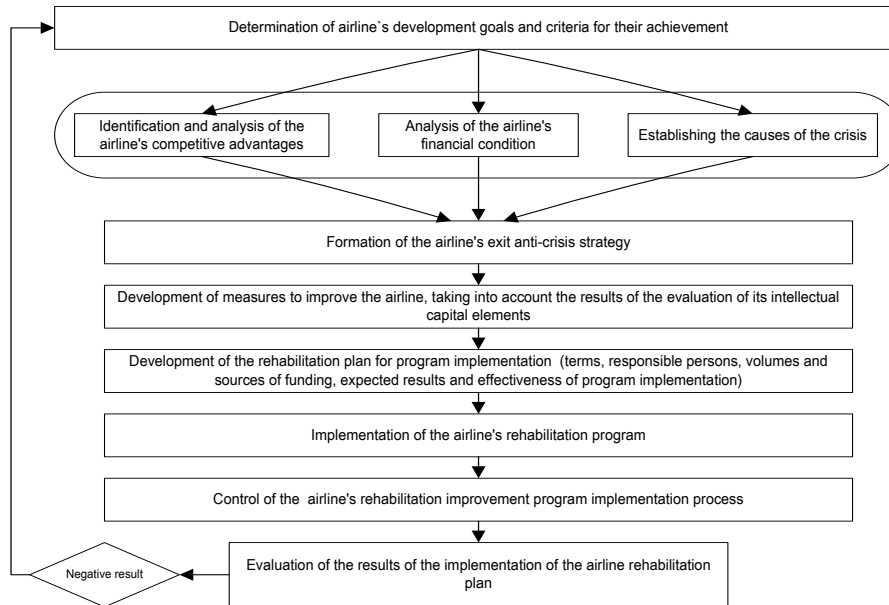 Determination of airline`s development goals and criteria for their achievement
Identification and analysis of the
airline's competitive advantages
Analysis of the airline's
financial condition
Establishing the causes of the crisis
Formation of the airline's exit anti-crisis strategy
Development of measures to improve the airline, taking into account the results of the evaluation of its intellectual
capital elements
Development of the rehabilitation plan for program implementation (terms, responsible persons, volumes and
sources of funding, expected results and effectiveness of program implementation)
Implementation of the airline's rehabilitation program
Control of the airline's rehabilitation improvement program implementation process
Evaluation of the results of the implementation of the airline rehabilitation
plan
Negative result